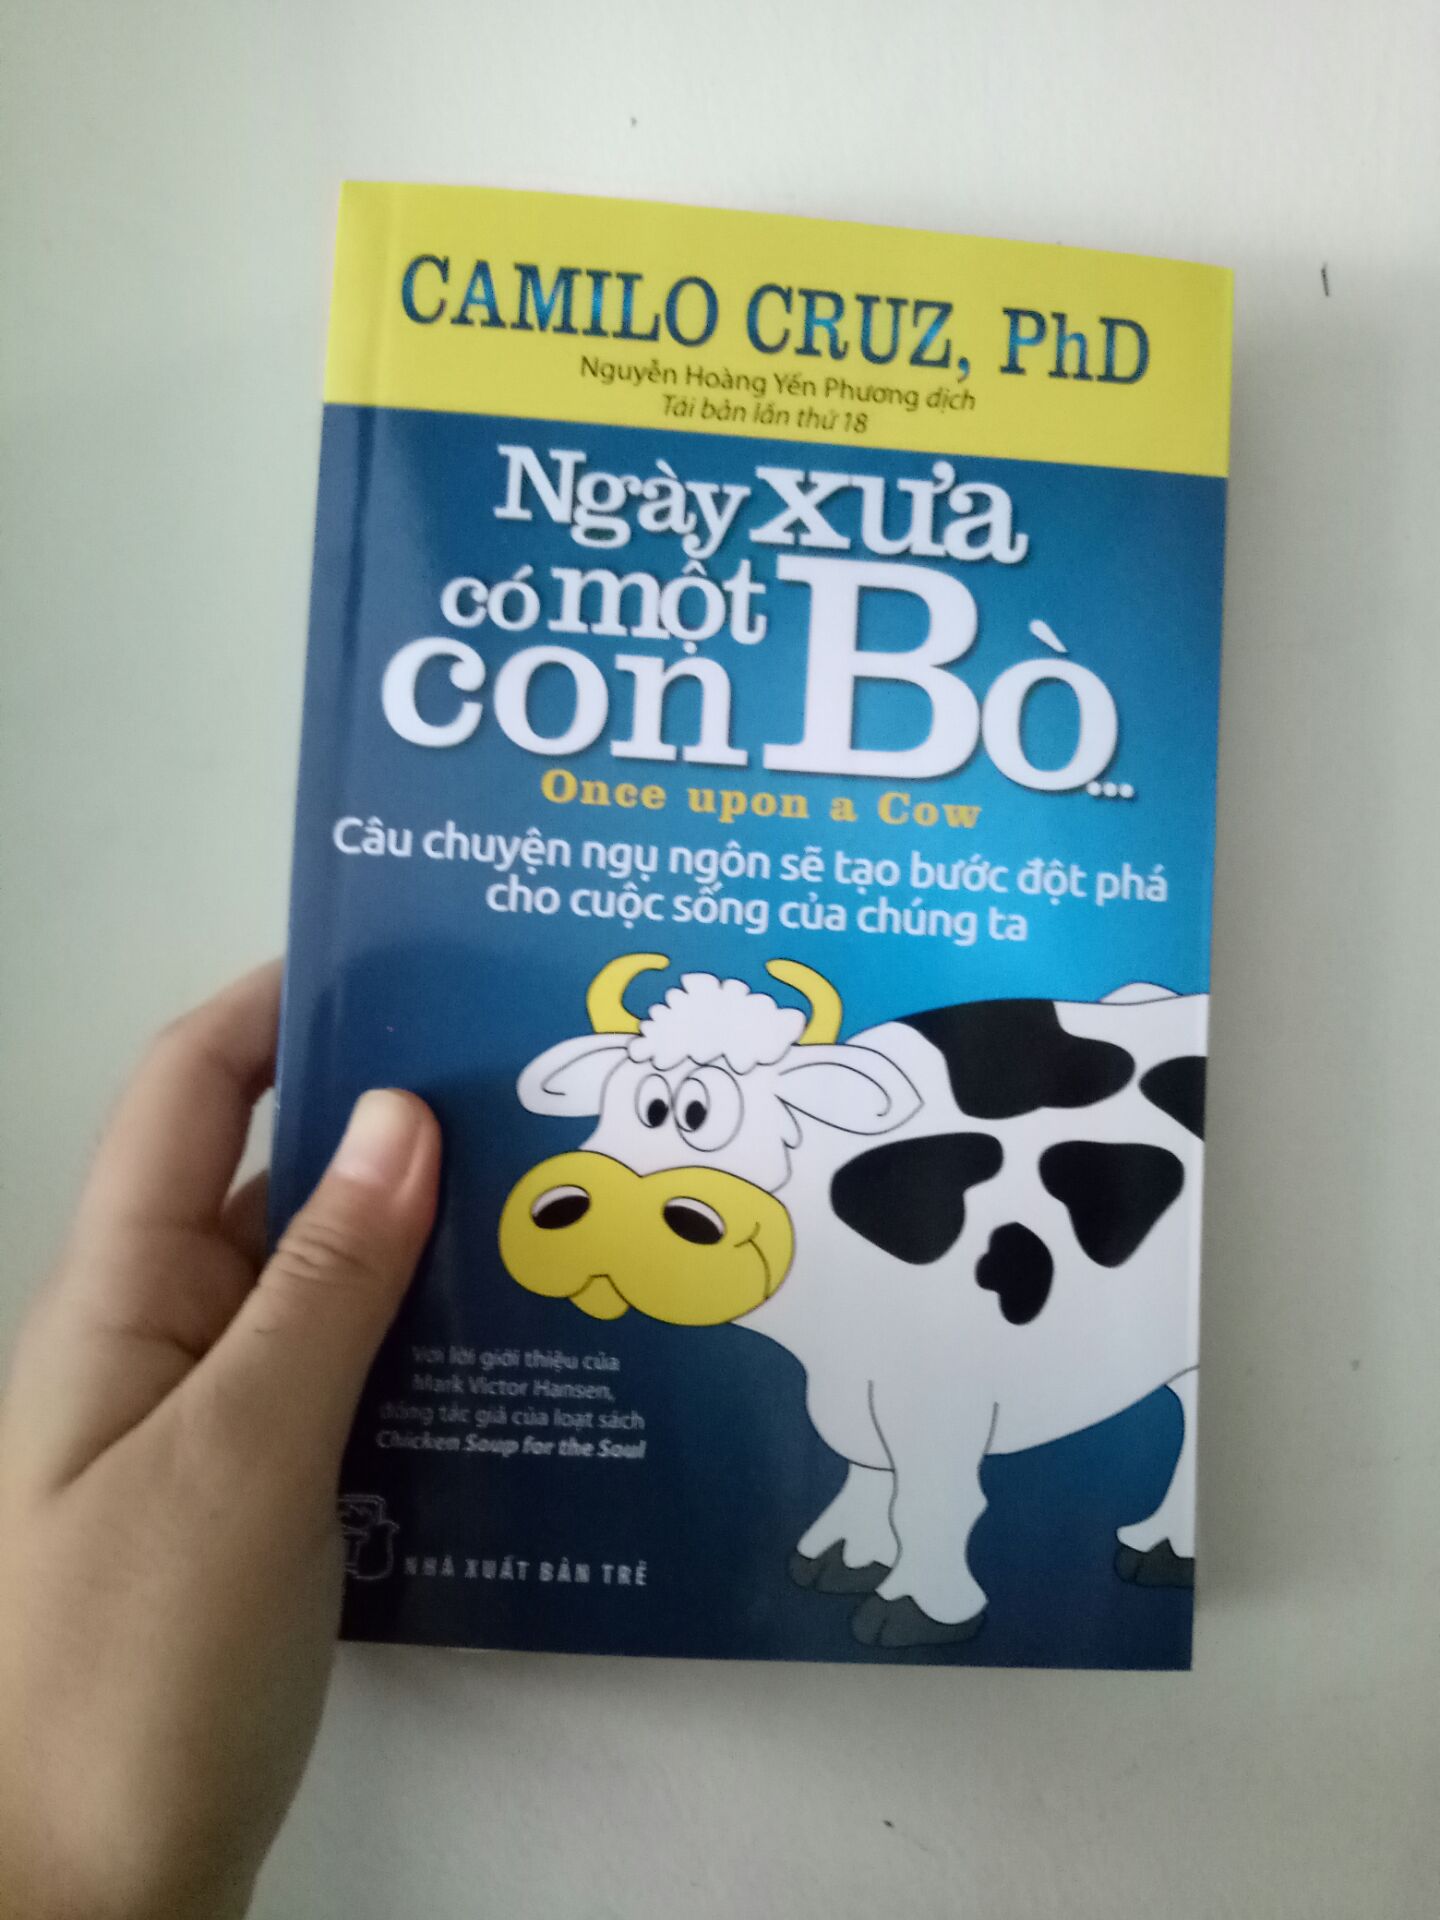 CAMILO CRUZ, PhD
Nguyễn Hoàng Yến Phương dịch
Tái bản lần thứ 18
Ngày xưa
có một
con Bò...
Once upon a Cow
Câu chuyện ngụ ngôn sẽ tạo bước đột phá
cho cuộc sống của chúng ta
Với lời giới thiệu của
Mark Victor Hansen,
đồng tác giả của loạt sách
Chicken Soup for the Soul
NHÀ XUẤT BẢN TRẺ